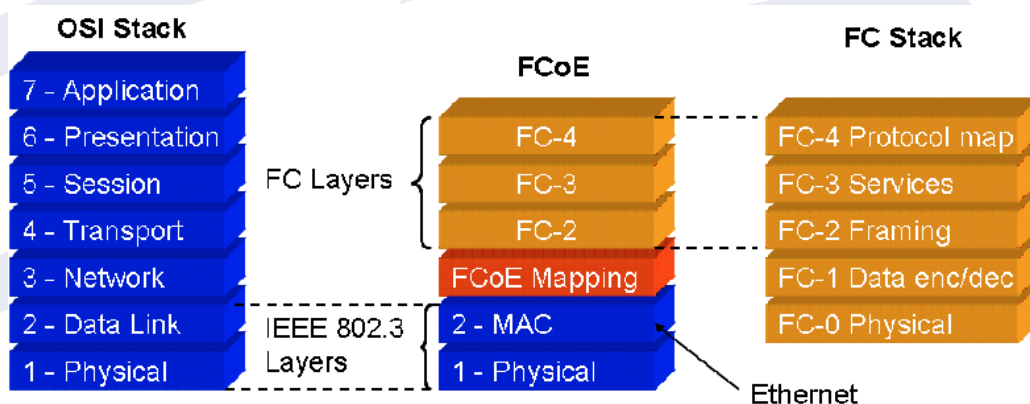 OSI Stack
7 - Application
6 - Presentation
5 - Session
4 - Transport
3 - Network
2 - Data Link
1 - Physical
FC Layers
IEEE 802.3
Layers
FCoE
FC-4
FC-3
FC-2
FCoE Mapping
2 - MAC
1 - Physical
Ethernet
FC Stack
FC-4 Protocol map
FC-3 Services
FC-2 Framing
FC-1 Data enc/dec
FC-0 Physical